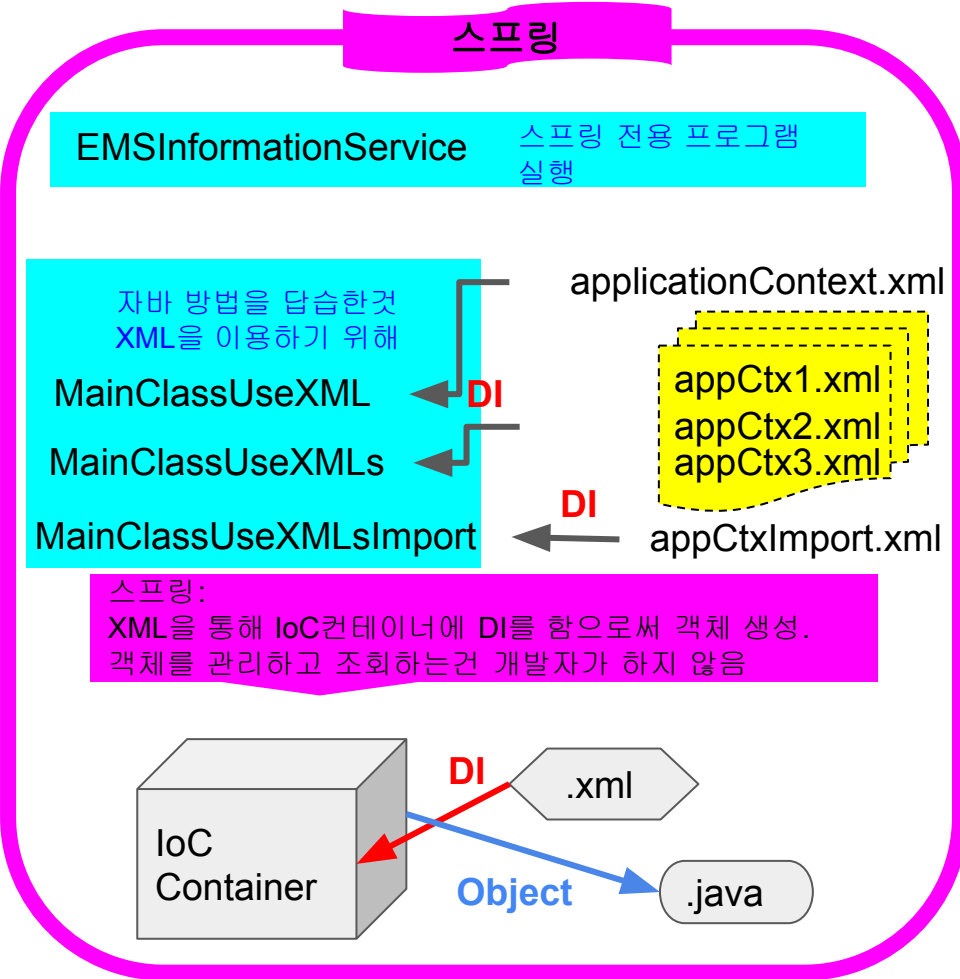 스프링
EMSInformationService
스프링 전용 프로그램
실행
applicationContext.xml
자바 방법을 답습한것
XML을 이용하기 위해
MainClassUseXML
DI
appCtx1.xml
appCtx2.xml
MainClassUseXMLs
appCtx3.xml
DI
MainClassUseXMLsImport
appCtxImport.xml
스프링:
XML을 통해 IoC컨테이너에 DI를 함으로써 객체 생성.
객체를 관리하고 조회하는건 개발자가 하지 않음
DI
.xml
IoC
Container
Object
.java